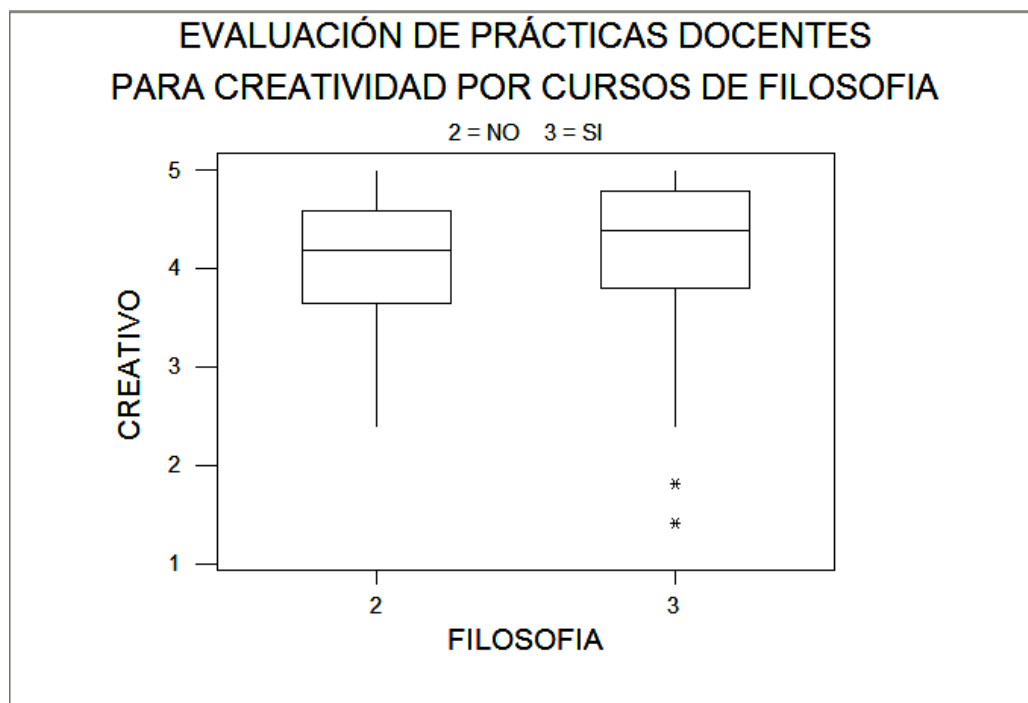 EVALUACIÓN DE PRÁCTICAS DOCENTES
PARA CREATIVIDAD POR CURSOS DE FILOSOFIA
2 = NO 3 = SI
5
4
3
2
1
CREATIVO
2 3
FILOSOFIA